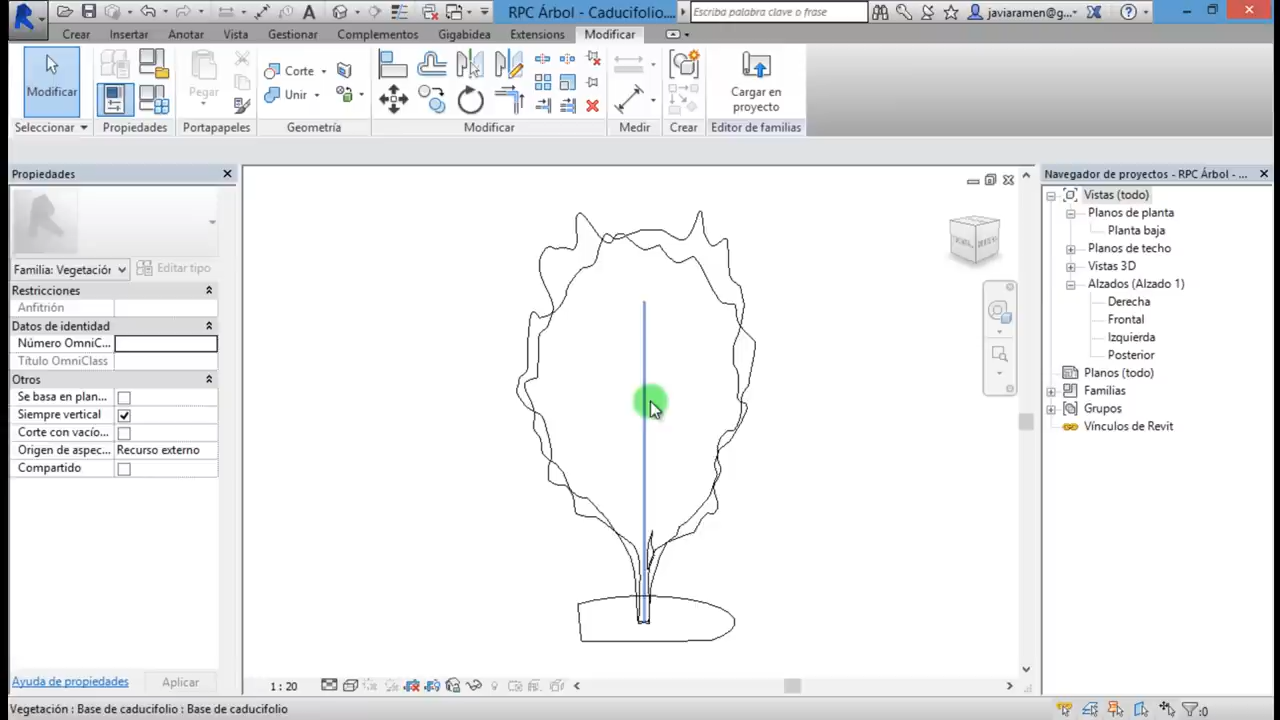 RPC Árbol - Caducifolio....
Escriba palabra clave o frase
javiaramen@g...
Crear Insertar Anotar Vista Gestionar Complementos Gigabidea Extensions Modificar
Modificar
Pegar
Corte
Unir
Cargar en proyecto
Seleccionar Propiedades Portapapeles Geometría Modificar Medir Crear Editor de familias
Propiedades
Familia: Vegetación
Editar tipo
Restricciones
Anfitrión
Datos de identidad
Número OmniC...
Título OmniClass
Otros
Se basa en plan...
Siempre vertical
Corte con vacío...
Origen de aspec... Recurso externo
Compartido
Ayuda de propiedades
Aplicar
1 : 20
Navegador de proyectos - RPC Árbol - ...
Vistas (todo)
Planos de planta
Planta baja
Planos de techo
Vistas 3D
Alzados (Alzado 1)
Derecha
Frontal
Izquierda
Posterior
Planos (todo)
Familias
Grupos
Vínculos de Revit
Vegetación : Base de caducifolio : Base de caducifolio
:0